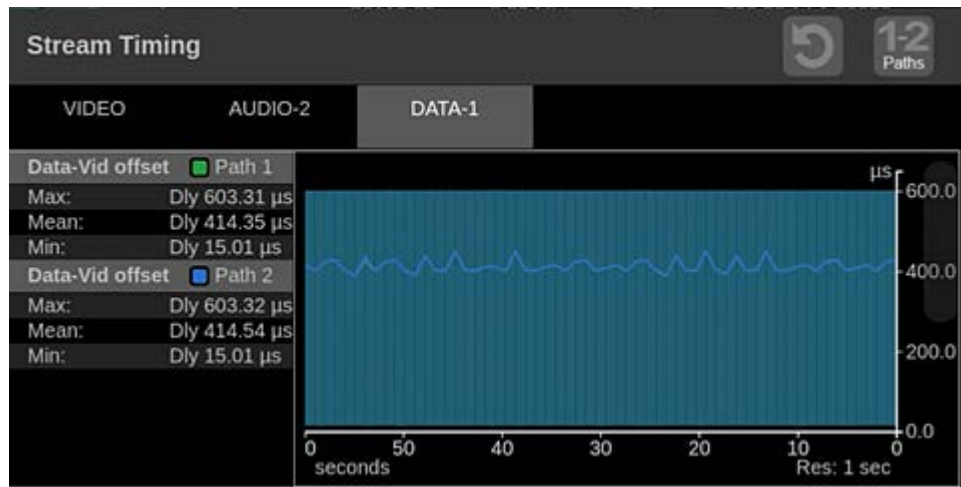 Stream Timing
1-2
Paths
VIDEO AUDIO-2 DATA-1
Data-Vid offset Path 1
Max: Dly 603.31 µs
Mean: Dly 414.35 µs
Min: Dly 15.01 µs
Data-Vid offset Path 2
Max: Dly 603.32 µs
Mean: Dly 414.54 µs
Min: Dly 15.01 µs
µs
600.0
400.0
200.0
0.0
0 50 40 30 20 10 0
seconds Res: 1 sec